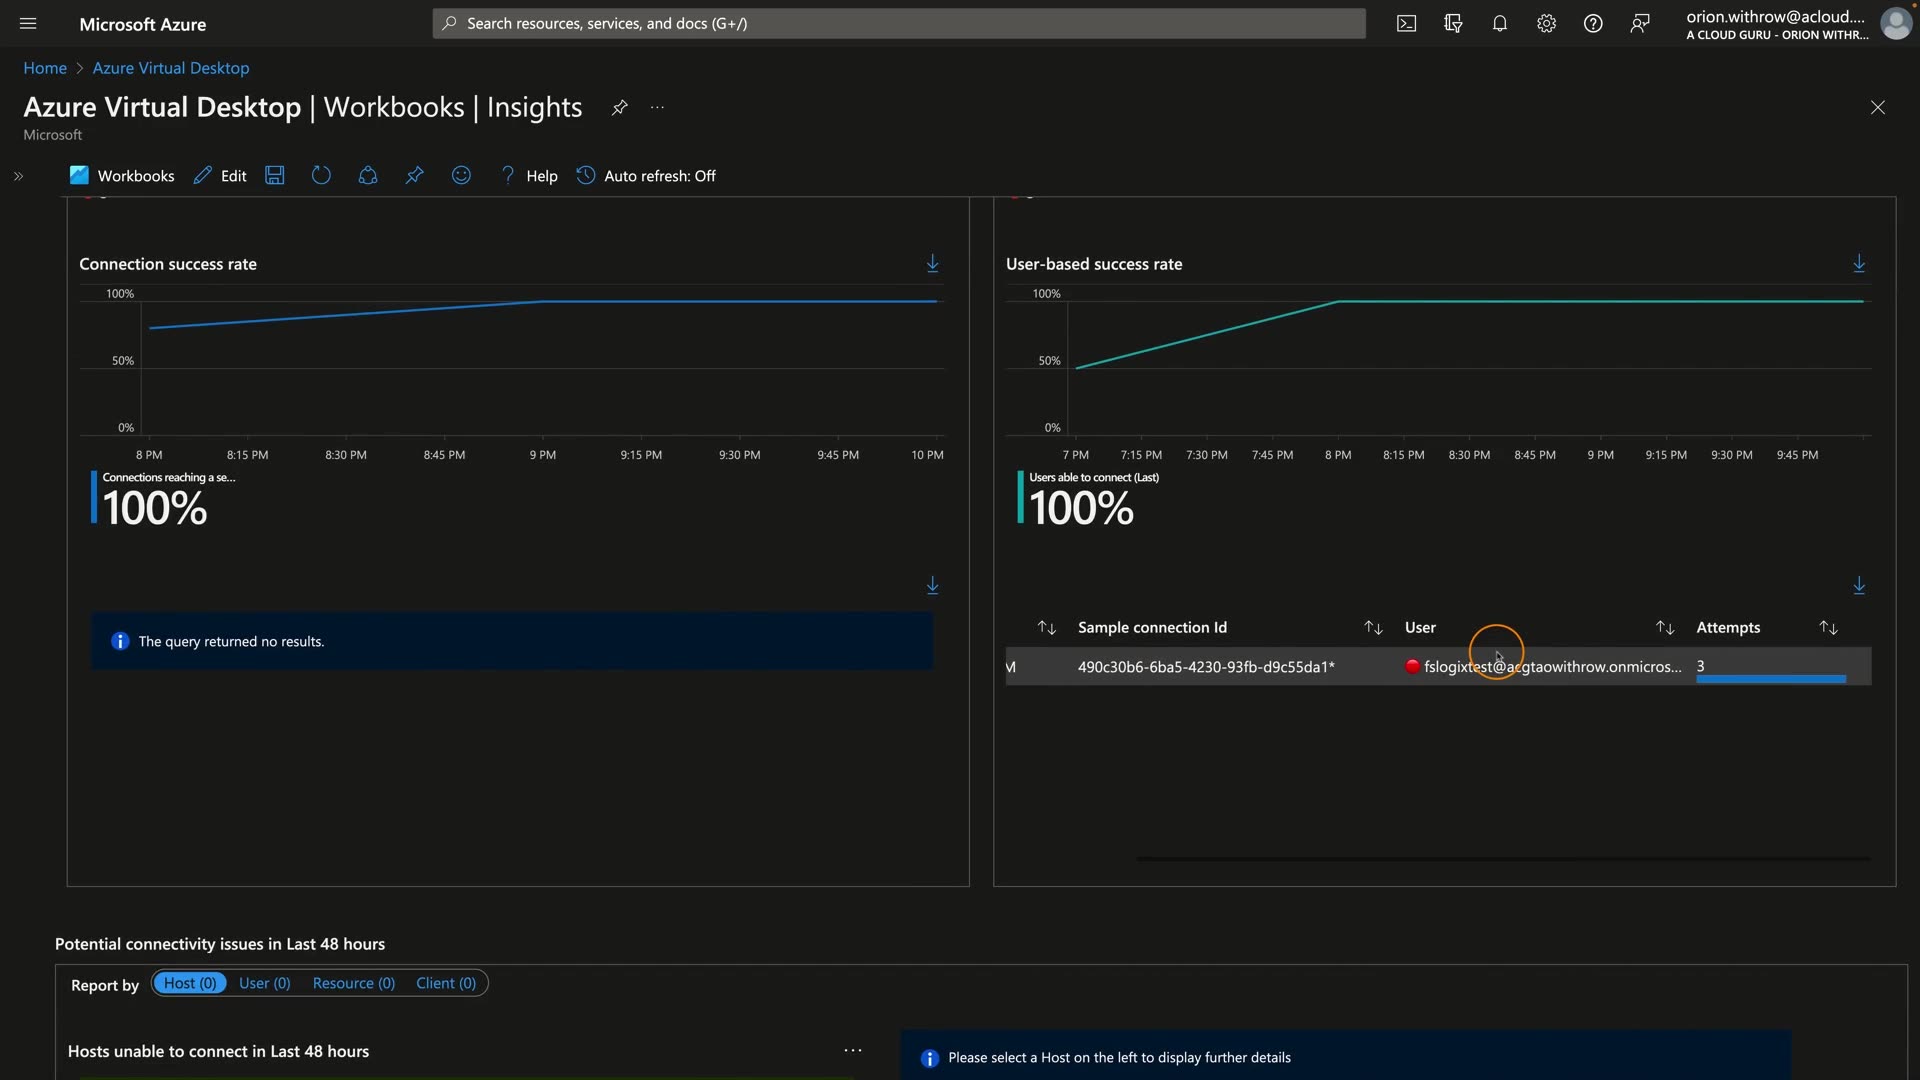 Microsoft Azure
Search resources, services, and docs (G+/)
orion.withrow@acloud....
A CLOUD GURU - ORION WITHR...
Home > Azure Virtual Desktop
Azure Virtual Desktop | Workbooks | Insights
...
Microsoft
Workbooks
Edit
Help
Auto refresh: Off
Connection success rate
100%
50%
0%
8 PM 8:15 PM 8:30 PM 8:45 PM 9 PM 9:15 PM 9:30 PM 9:45 PM 10 PM
Connections reaching a se...
100%
The query returned no results.
User-based success rate
100%
50%
0%
7 PM 7:15 PM 7:30 PM 7:45 PM 8 PM 8:15 PM 8:30 PM 8:45 PM 9 PM 9:15 PM 9:30 PM 9:45 PM
Users able to connect (Last)
100%
Sample connection Id User Attempts
M 490c30b6-6ba5-4230-93fb-d9c55da1* fslogixtest@acgtaowithrow.onmicros... 3
Potential connectivity issues in Last 48 hours
Report by Host (0) User (0) Resource (0) Client (0)
Hosts unable to connect in Last 48 hours
...
Please select a Host on the left to display further details